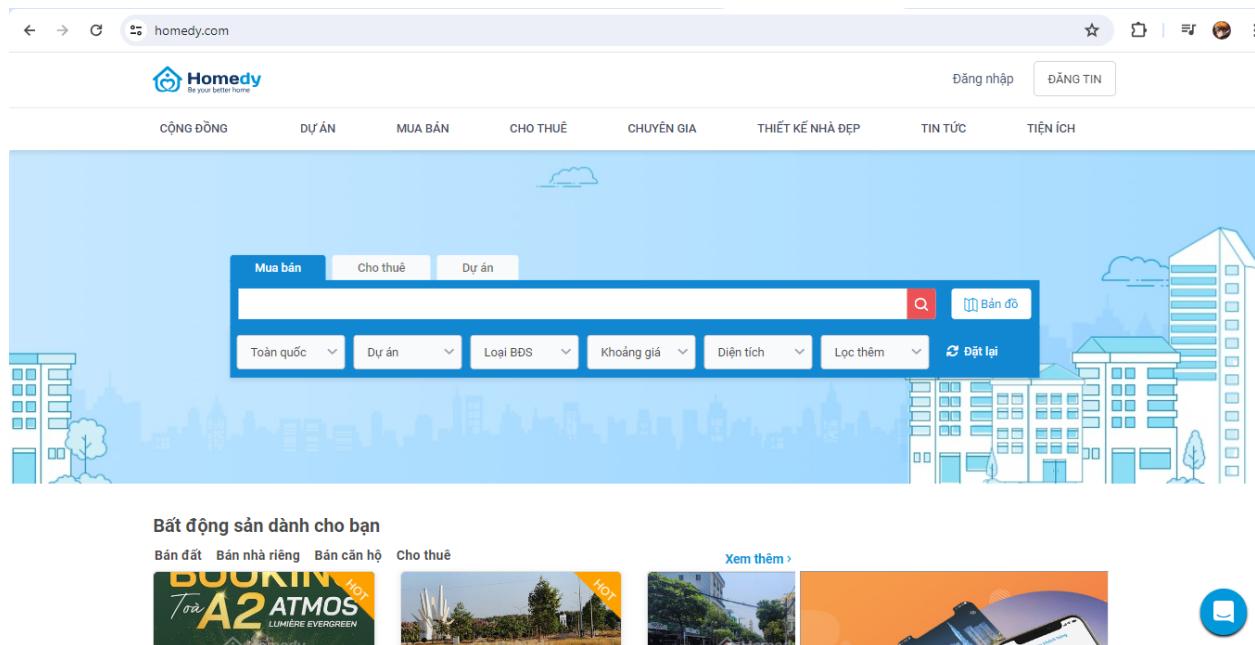 homedy.com
Homedy
Be your better home
Đăng nhập
ĐĂNG TIN
CỘNG ĐỒNG DỰ ÁN MUA BÁN CHO THUÊ CHUYÊN GIA THIẾT KẾ NHÀ ĐẸP TIN TỨC TIỆN ÍCH
Mua bán Cho thuê Dự án
Bản đồ
Toàn quốc Dự án Loại BĐS Khoảng giá Diện tích Lọc thêm Đặt lại
Bất động sản dành cho bạn
Bán đất Bán nhà riêng Bán căn hộ Cho thuê Xem thêm ›
BOOKING
HOT
Toà A2 ATMOS
LUMIÈRE EVERGREEN
Homedy
HOT